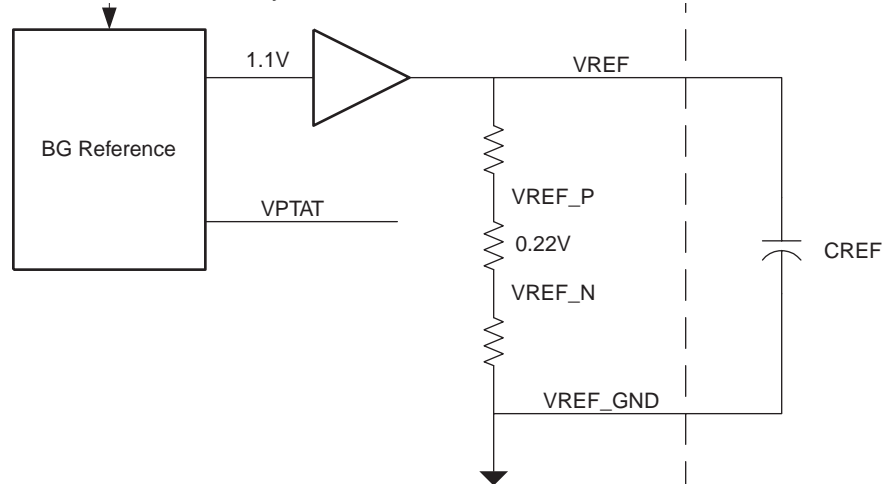 1.1V
VREF
BG Reference
VREF_P
VPTAT
0.22V
CREF
VREF_N
VREF_GND